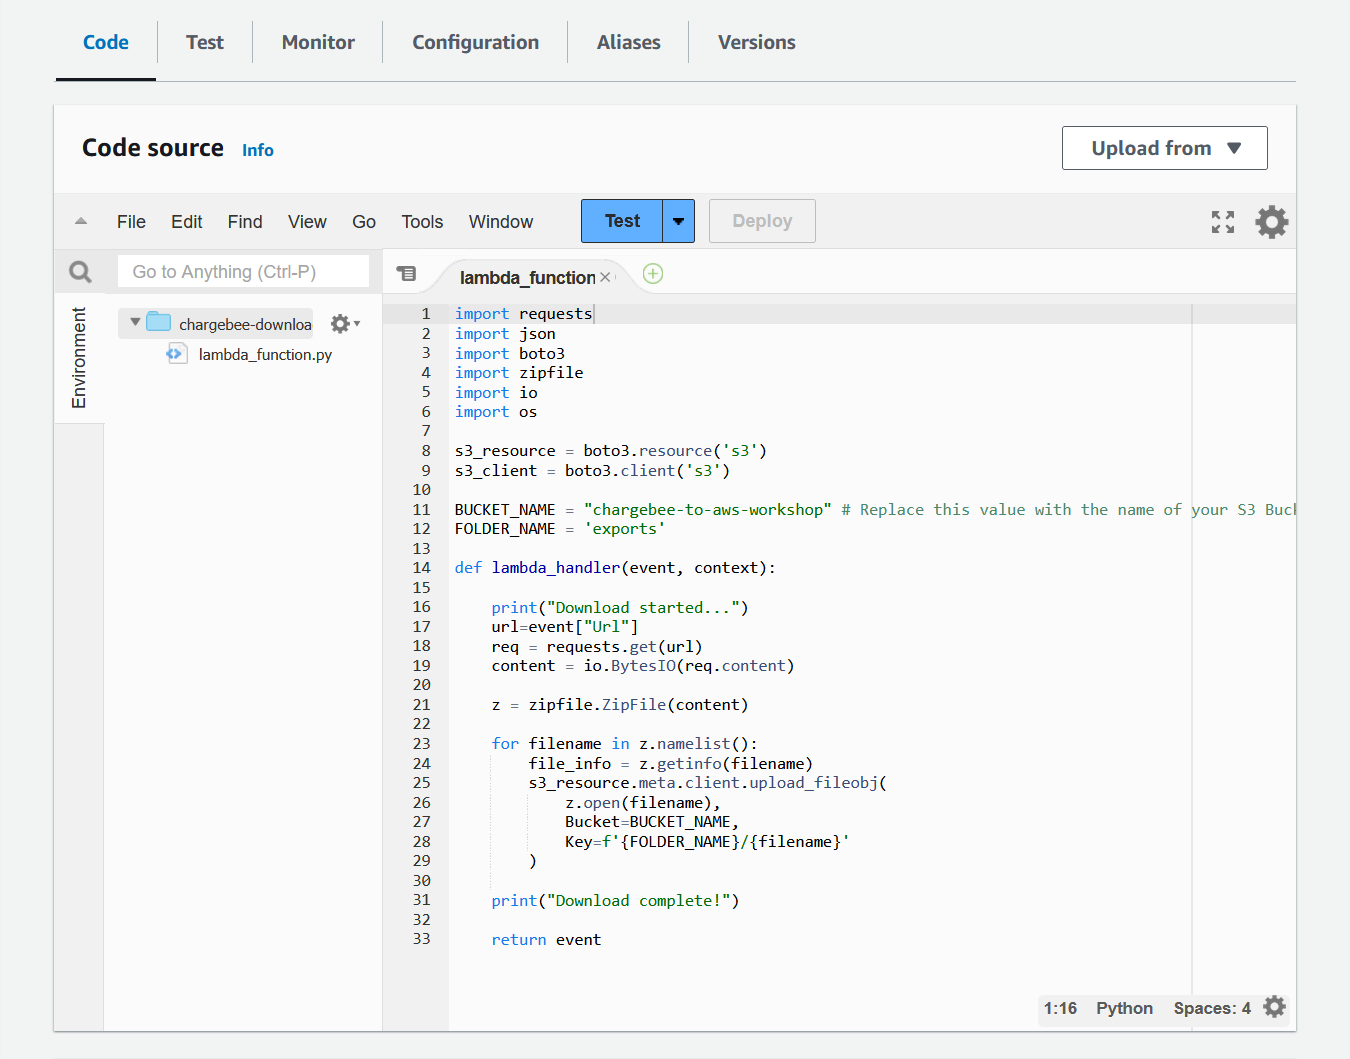 Code Test Monitor Configuration Aliases Versions
Code source Info Upload from
File Edit Find View Go Tools Window Test Deploy
Go to Anything (Ctrl-P) lambda_function
Environment
chargebee-downloa
lambda_function.py
1 import requests
2 import json
3 import boto3
4 import zipfile
5 import io
6 import os
7
8 s3_resource = boto3.resource('s3')
9 s3_client = boto3.client('s3')
10
11 BUCKET_NAME = "chargebee-to-aws-workshop" # Replace this value with the name of your S3 Buc
12 FOLDER_NAME = 'exports'
13
14 def lambda_handler(event, context):
15
16     print("Download started...")
17     url=event["Url"]
18     req = requests.get(url)
19     content = io.BytesIO(req.content)
20
21     z = zipfile.ZipFile(content)
22
23     for filename in z.namelist():
24         file_info = z.getinfo(filename)
25         s3_resource.meta.client.upload_fileobj(
26             z.open(filename),
27             Bucket=BUCKET_NAME,
28             Key=f'{FOLDER_NAME}/{filename}'
29         )
30
31     print("Download complete!")
32
33     return event
1:16 Python Spaces: 4